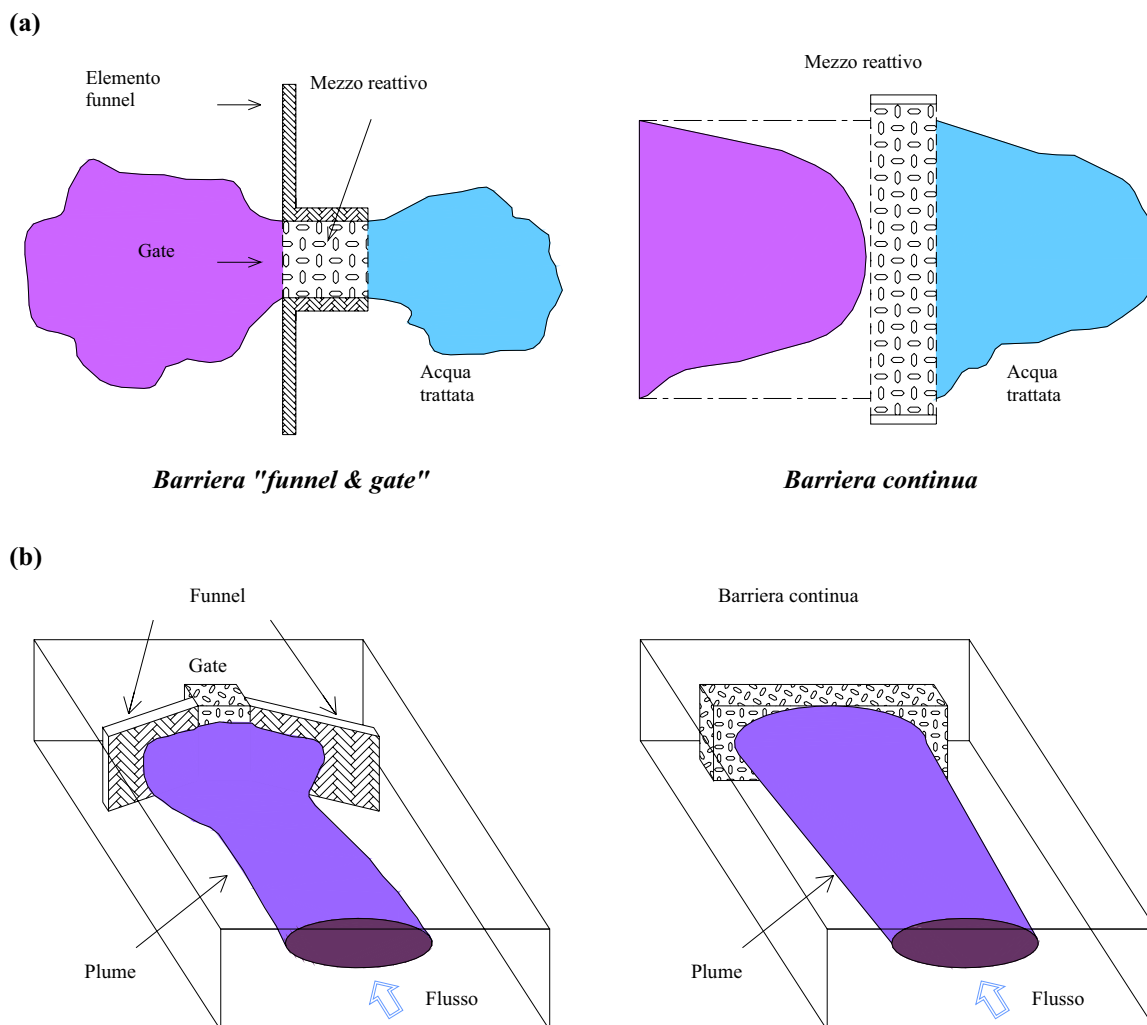 (a)
Elemento
funnel
Mezzo reattivo
Gate
Acqua
trattata
Barriera "funnel & gate"
Mezzo reattivo
Acqua
trattata
Barriera continua
(b)
Funnel
Gate
Plume
Flusso
Barriera continua
Plume
Flusso